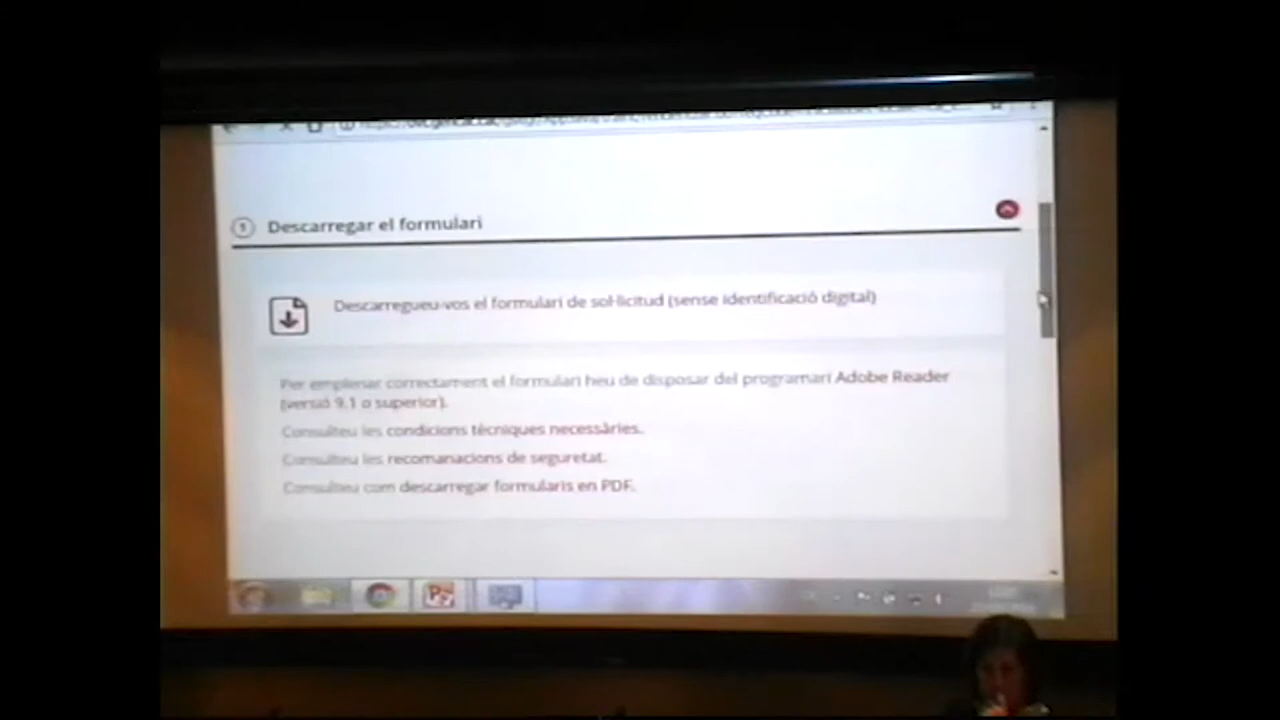 1 Descarregar el formulari
Descarregueu-vos el formulari de sol·licitud (sense identificació digital)
Per emplenar correctament el formulari heu de disposar del programari Adobe Reader
(versió 9.1 o superior).
Consulteu les condicions tècniques necessàries.
Consulteu les recomanacions de seguretat.
Consulteu com descarregar formularis en PDF.